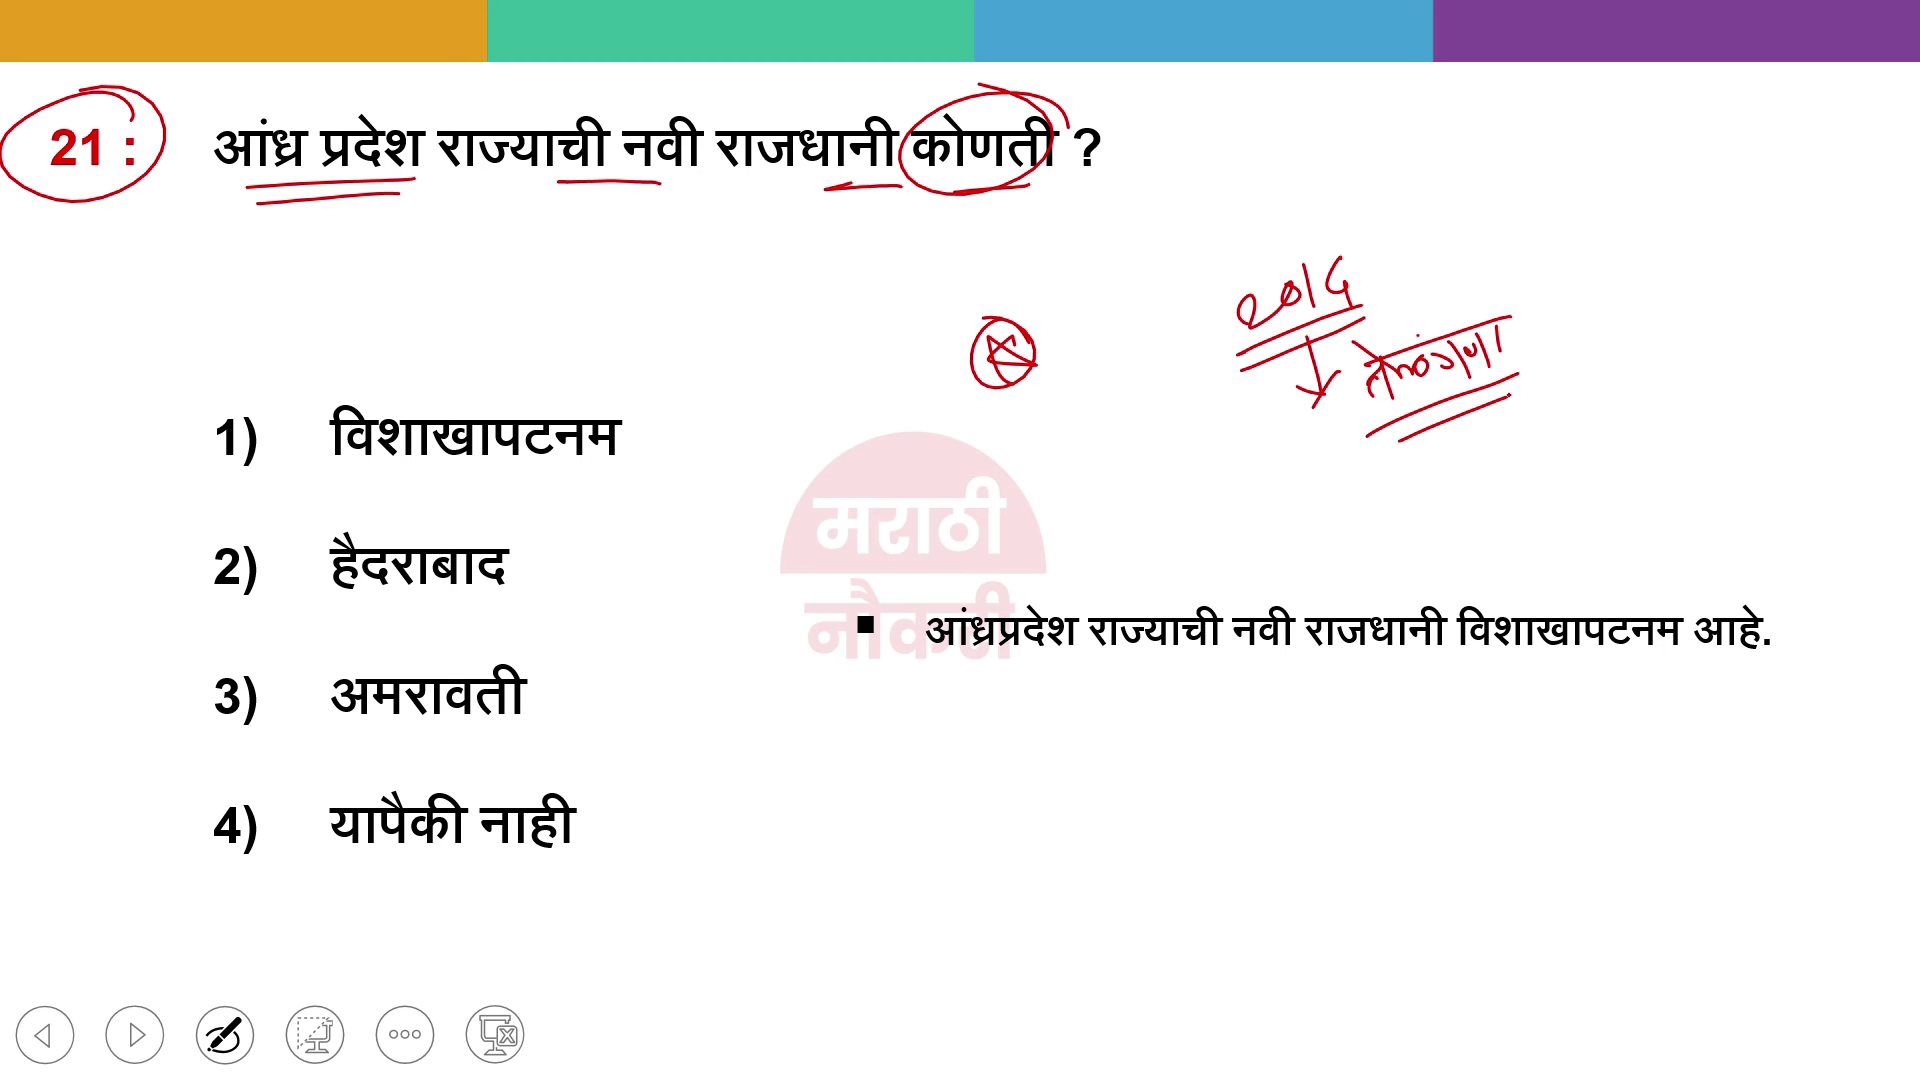 21 : आंध्र प्रदेश राज्याची नवी राजधानी कोणती ?
तेलंगणा
1) विशाखापटनम
मराठी
नौकरी
2) हैदराबाद
▪ आंध्रप्रदेश राज्याची नवी राजधानी विशाखापटनम आहे.
3) अमरावती
4) यापैकी नाही